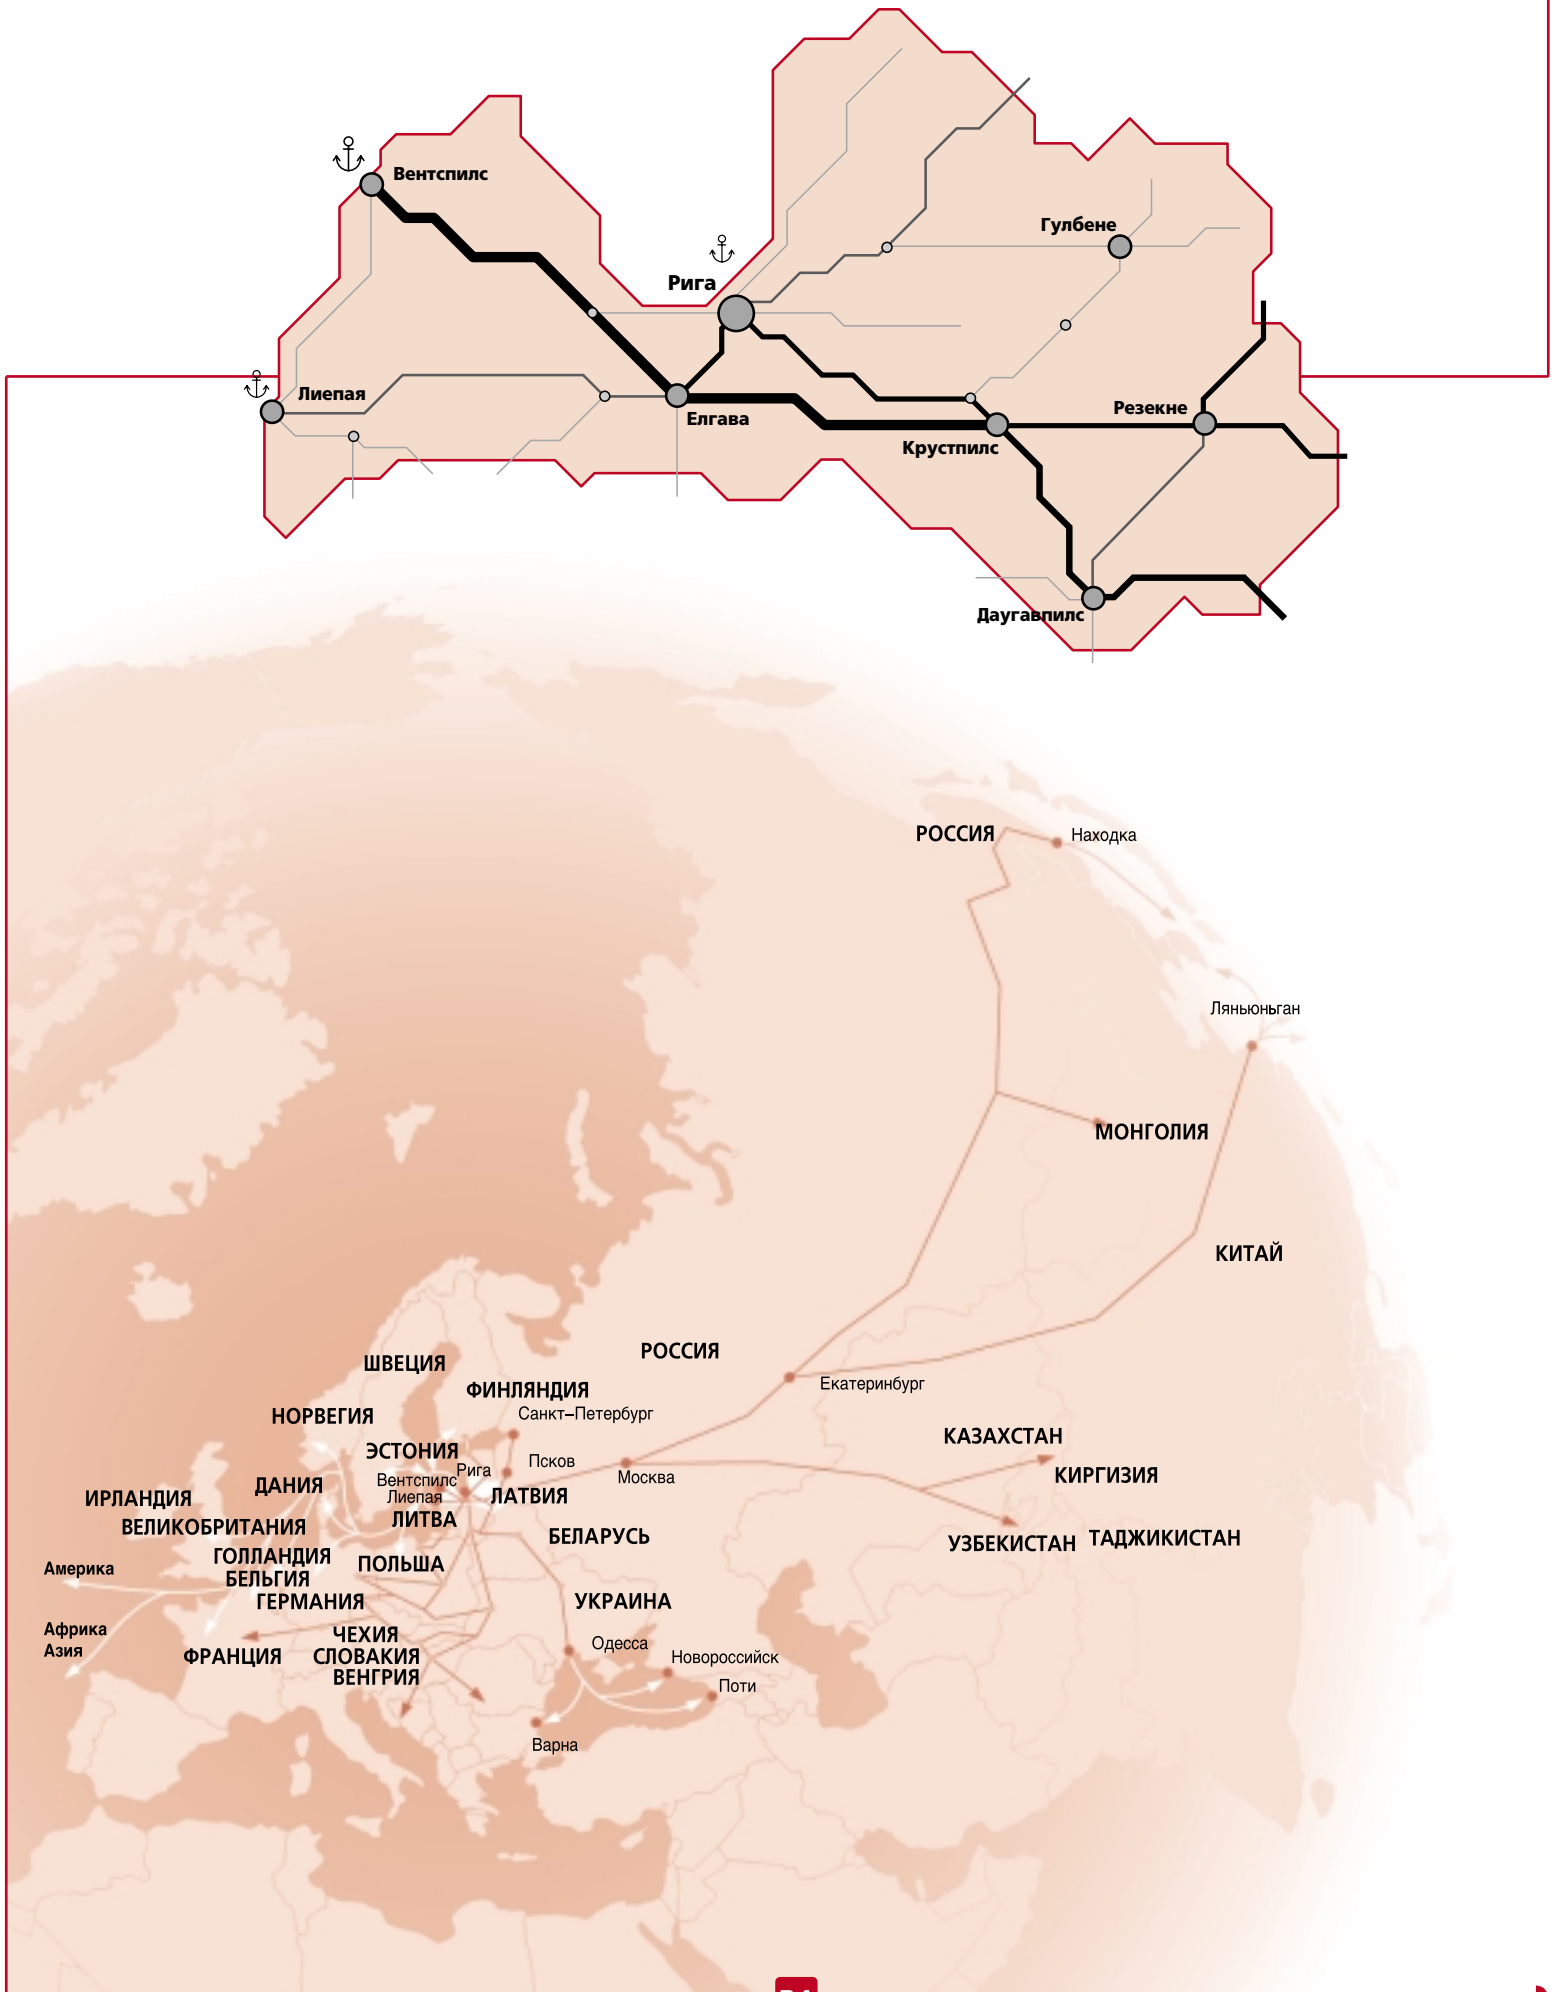 Вентспилс
Гулбене
Рига
Лиепая
Елгава
Резекне
Крустпилс
Даугавпилс
РОССИЯ
Находка
Ляньюньган
МОНГОЛИЯ
КИТАЙ
РОССИЯ
ШВЕЦИЯ
Екатеринбург
ФИНЛЯНДИЯ
Санкт–Петербург
НОРВЕГИЯ
КАЗАХСТАН
ЭСТОНИЯ
Псков
Рига
Москва
КИРГИЗИЯ
Вентспилс
ДАНИЯ
Лиепая
ЛАТВИЯ
ИРЛАНДИЯ
ЛИТВА
ВЕЛИКОБРИТАНИЯ
БЕЛАРУСЬ
УЗБЕКИСТАН
ТАДЖИКИСТАН
ГОЛЛАНДИЯ
ПОЛЬША
Америка
БЕЛЬГИЯ
ГЕРМАНИЯ
УКРАИНА
Африка
Азия
ЧЕХИЯ
Одесса
ФРАНЦИЯ
СЛОВАКИЯ
Новороссийск
ВЕНГРИЯ
Поти
Варна